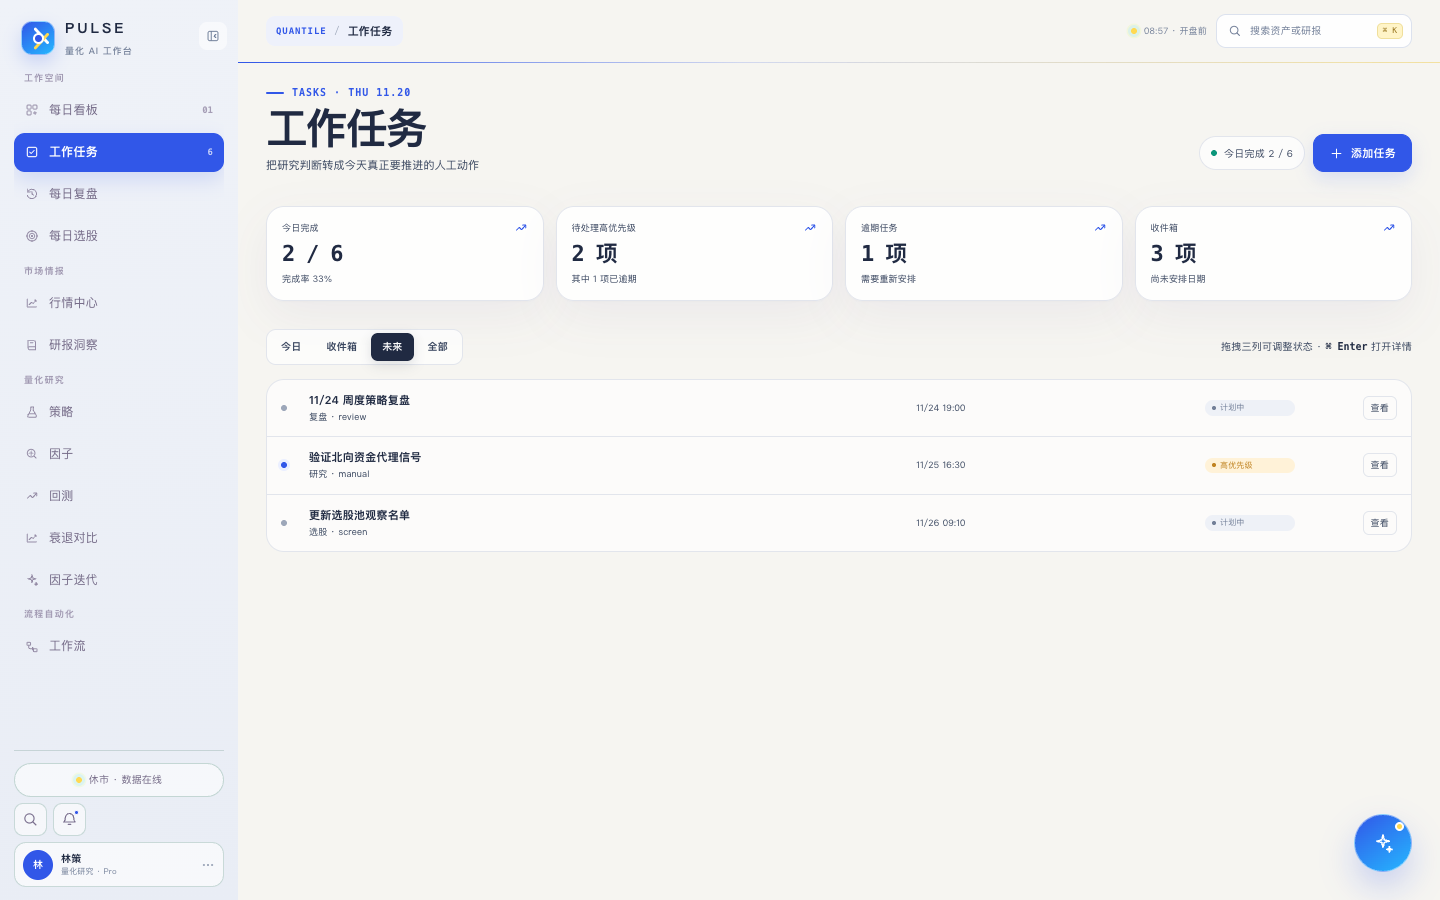 PULSE
量化 AI 工作台
工作空间
每日看板 01
工作任务 6
每日复盘
每日选股
市场情报
行情中心
研报洞察
量化研究
策略
因子
回测
衰退对比
因子迭代
流程自动化
工作流
休市 · 数据在线
林
林策
量化研究 · Pro
QUANTILE / 工作任务
08:57 · 开盘前
搜索资产或研报
⌘ K
TASKS · THU 11.20
工作任务
把研究判断转成今天真正要推进的人工动作
今日完成 2 / 6
添加任务
今日完成
2 / 6
完成率 33%
待处理高优先级
2 项
其中 1 项已逾期
逾期任务
1 项
需要重新安排
收件箱
3 项
尚未安排日期
今日 收件箱 未来 全部
拖拽三列可调整状态 · ⌘ Enter 打开详情
11/24 周度策略复盘
复盘 · review
11/24 19:00
计划中
查看
验证北向资金代理信号
研究 · manual
11/25 16:30
高优先级
查看
更新选股池观察名单
选股 · screen
11/26 09:10
计划中
查看